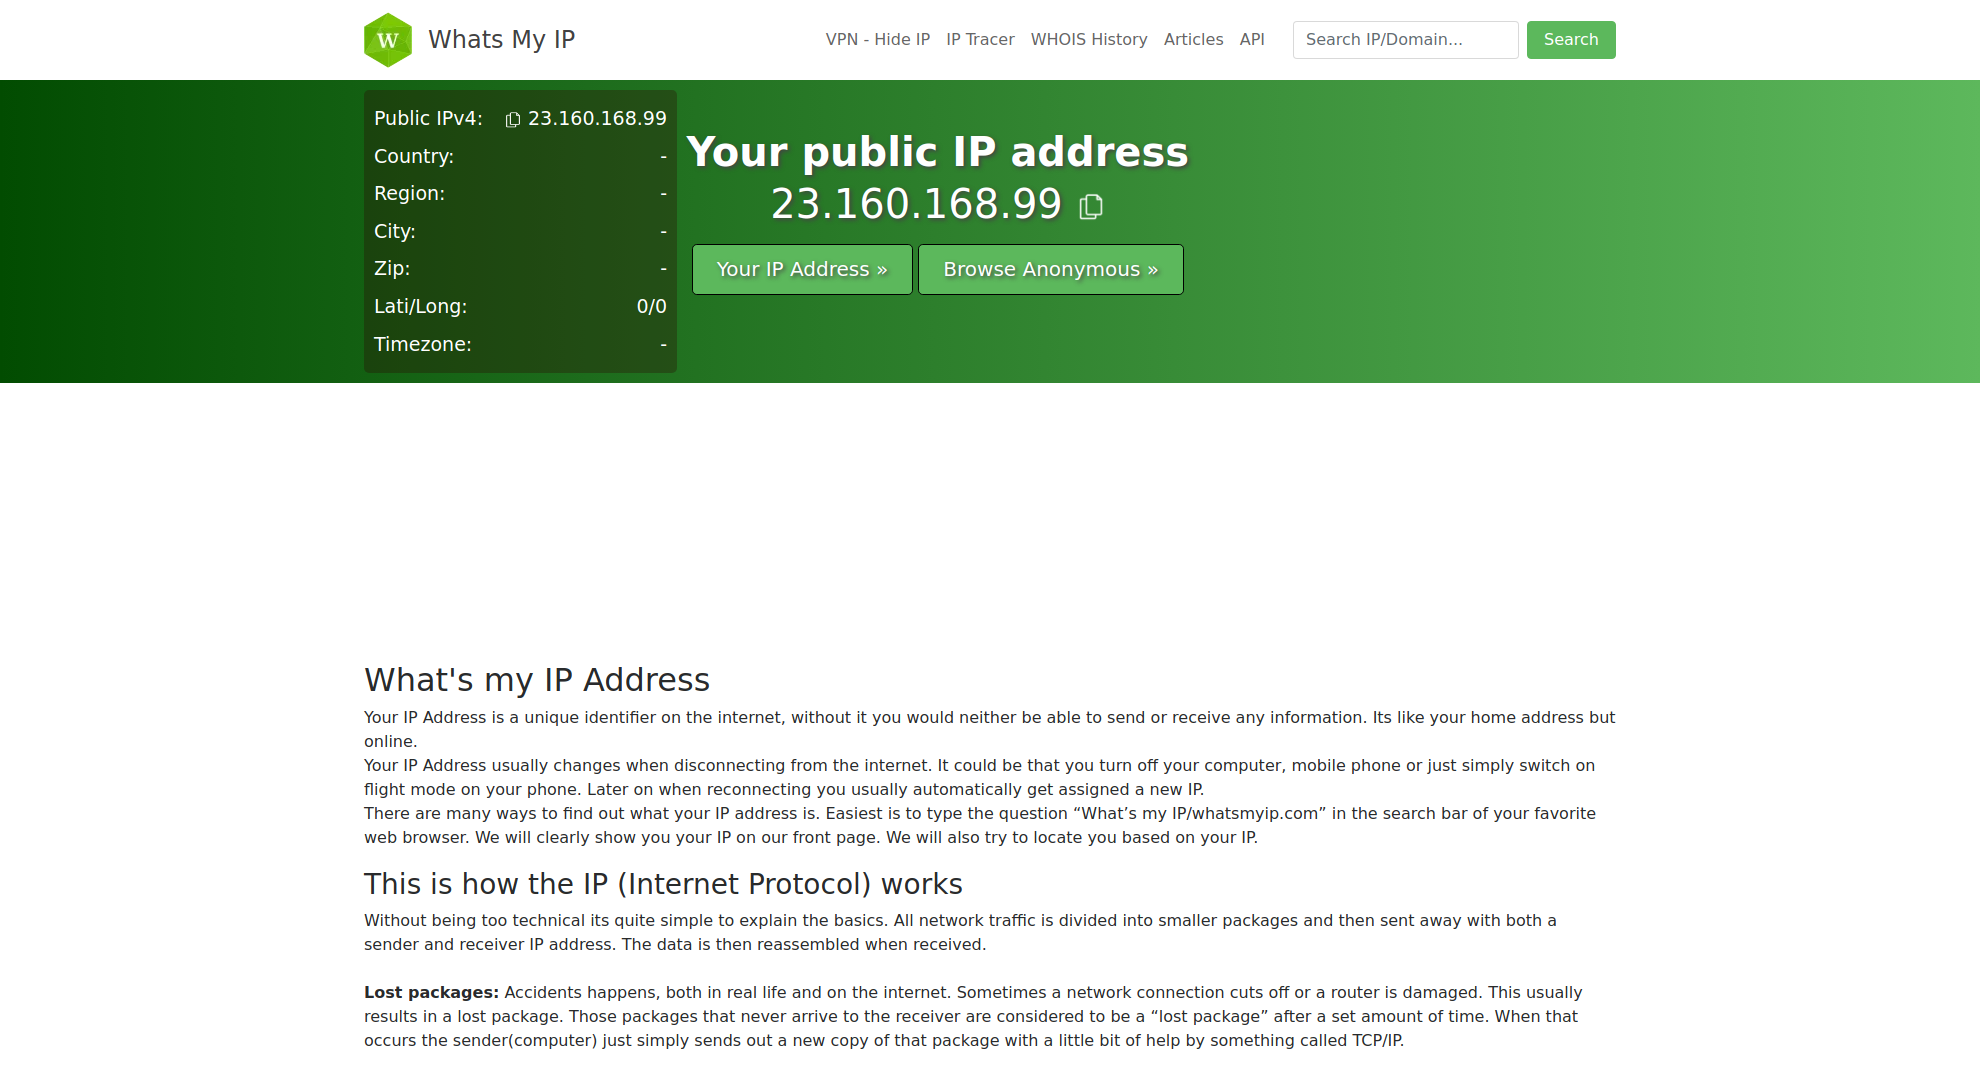 W
Whats My IP
VPN - Hide IP IP Tracer WHOIS History Articles API Search IP/Domain... Search
Public IPv4: 23.160.168.99
Country: -
Region: -
City: -
Zip: -
Lati/Long: 0/0
Timezone: -
Your public IP address
23.160.168.99
Your IP Address » Browse Anonymous »
What's my IP Address
Your IP Address is a unique identifier on the internet, without it you would neither be able to send or receive any information. Its like your home address but
online.
Your IP Address usually changes when disconnecting from the internet. It could be that you turn off your computer, mobile phone or just simply switch on
flight mode on your phone. Later on when reconnecting you usually automatically get assigned a new IP.
There are many ways to find out what your IP address is. Easiest is to type the question “What’s my IP/whatsmyip.com” in the search bar of your favorite
web browser. We will clearly show you your IP on our front page. We will also try to locate you based on your IP.
This is how the IP (Internet Protocol) works
Without being too technical its quite simple to explain the basics. All network traffic is divided into smaller packages and then sent away with both a
sender and receiver IP address. The data is then reassembled when received.
Lost packages: Accidents happens, both in real life and on the internet. Sometimes a network connection cuts off or a router is damaged. This usually
results in a lost package. Those packages that never arrive to the receiver are considered to be a “lost package” after a set amount of time. When that
occurs the sender(computer) just simply sends out a new copy of that package with a little bit of help by something called TCP/IP.